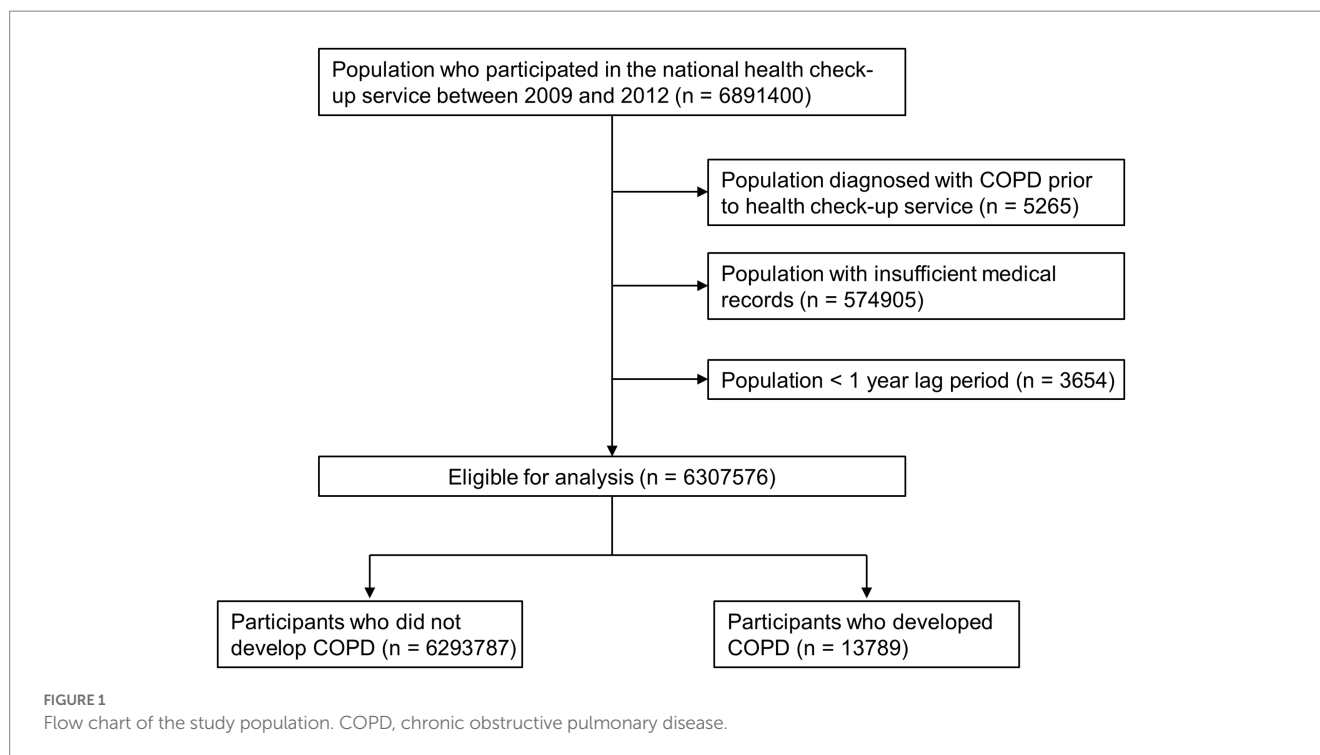 Population who participated in the national health check-
up service between 2009 and 2012 (n = 6891400)
Population diagnosed with COPD prior
to health check-up service (n = 5265)
Population with insufficient medical
records (n = 574905)
Population < 1 year lag period (n = 3654)
Eligible for analysis (n = 6307576)
Participants who did not
develop COPD (n = 6293787)
Participants who developed
COPD (n = 13789)
FIGURE 1
Flow chart of the study population. COPD, chronic obstructive pulmonary disease.